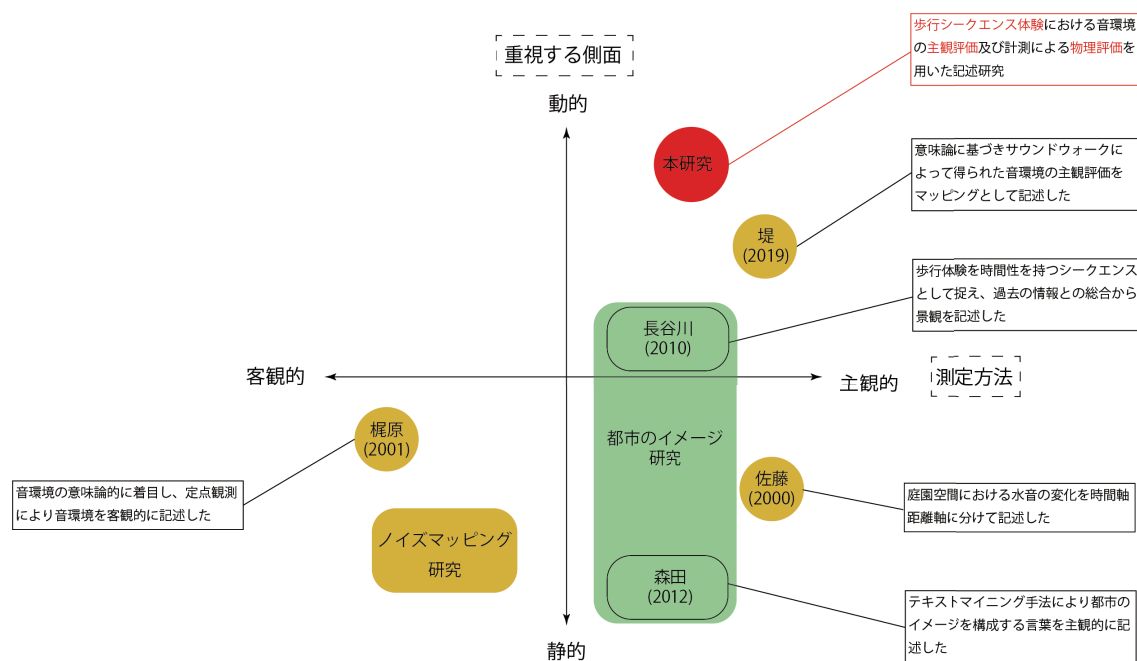 歩行シークエンス体験における音環境
の主観評価及び計測による物理評価を
用いた記述研究
重視する側面
動的
本研究
意味論に基づきサウンドウォークに
よって得られた音環境の主観評価を
マッピングとして記述した
堤
(2019)
歩行体験を時間性を持つシークエンス
として捉え、過去の情報との総合から
景観を記述した
長谷川
(2010)
客観的
主観的
測定方法
梶原
(2001)
都市のイメージ
研究
佐藤
(2000)
音環境の意味論的に着目し、定点観測
により音環境を客観的に記述した
庭園空間における水音の変化を時間軸
距離軸に分けて記述した
ノイズマッピング
研究
森田
(2012)
テキストマイニング手法により都市の
イメージを構成する言葉を主観的に記
述した
静的